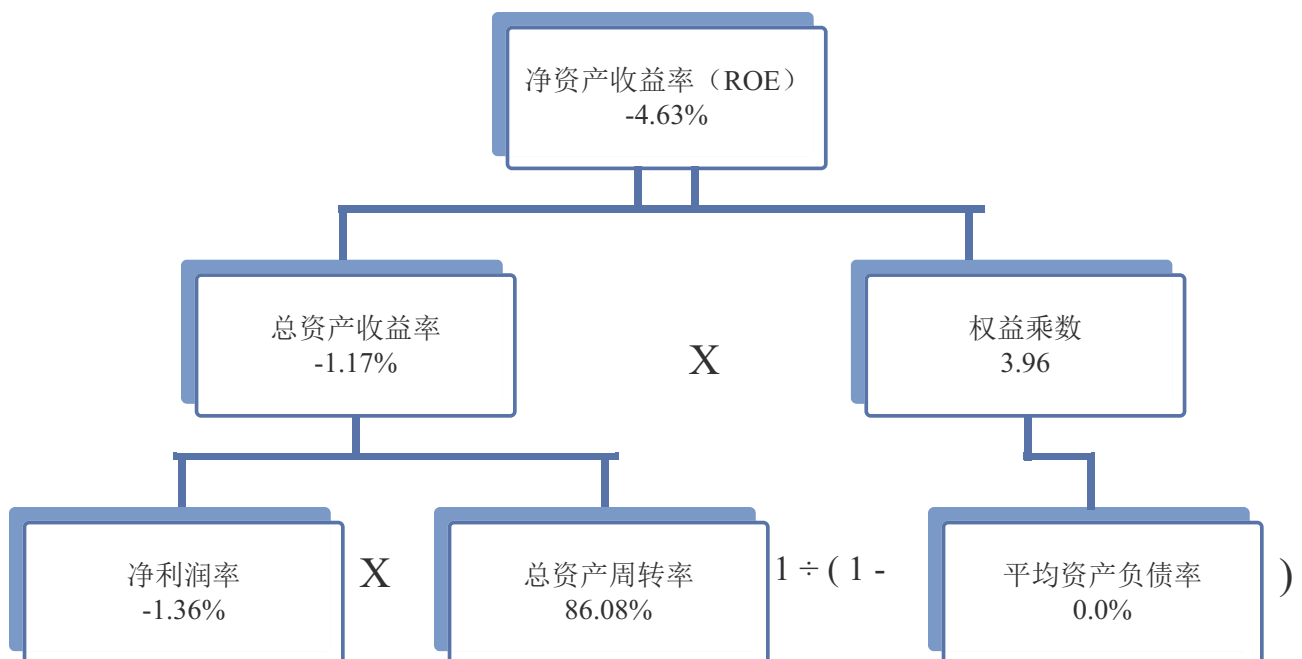 净资产收益率（ROE）
-4.63%
总资产收益率
-1.17%
X
权益乘数
3.96
净利润率
-1.36%
X
总资产周转率
86.08%
1 ÷ ( 1 -
平均资产负债率
0.0%
)